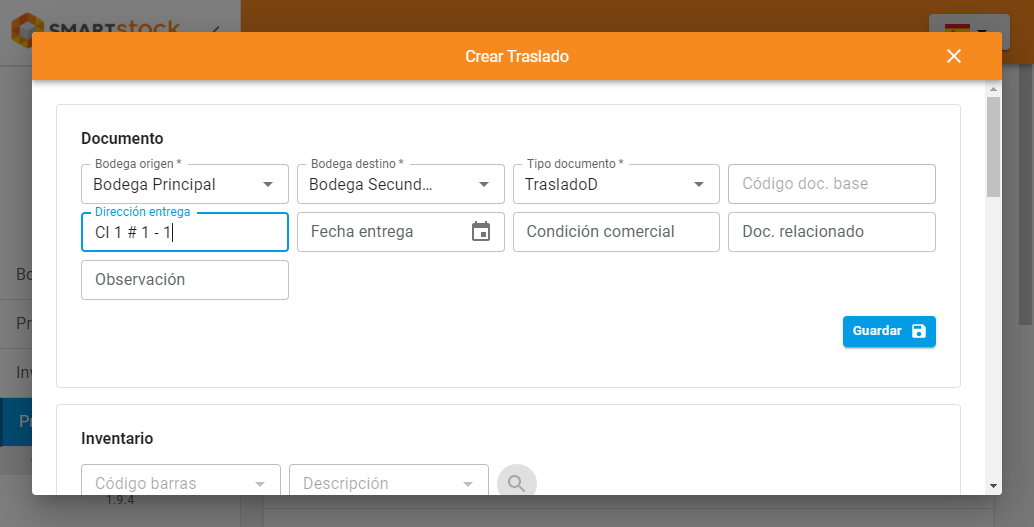 SMARTStock
Crear Traslado
Documento
Bodega origen * Bodega destino * Tipo documento *
Bodega Principal Bodega Secund... TrasladoD Código doc. base
Dirección entrega
Cl 1 # 1 - 1 Fecha entrega Condición comercial Doc. relacionado
Observación
Guardar
Inventario
Código barras Descripción
Bo
Pr
Inv
Pr
1.9.4